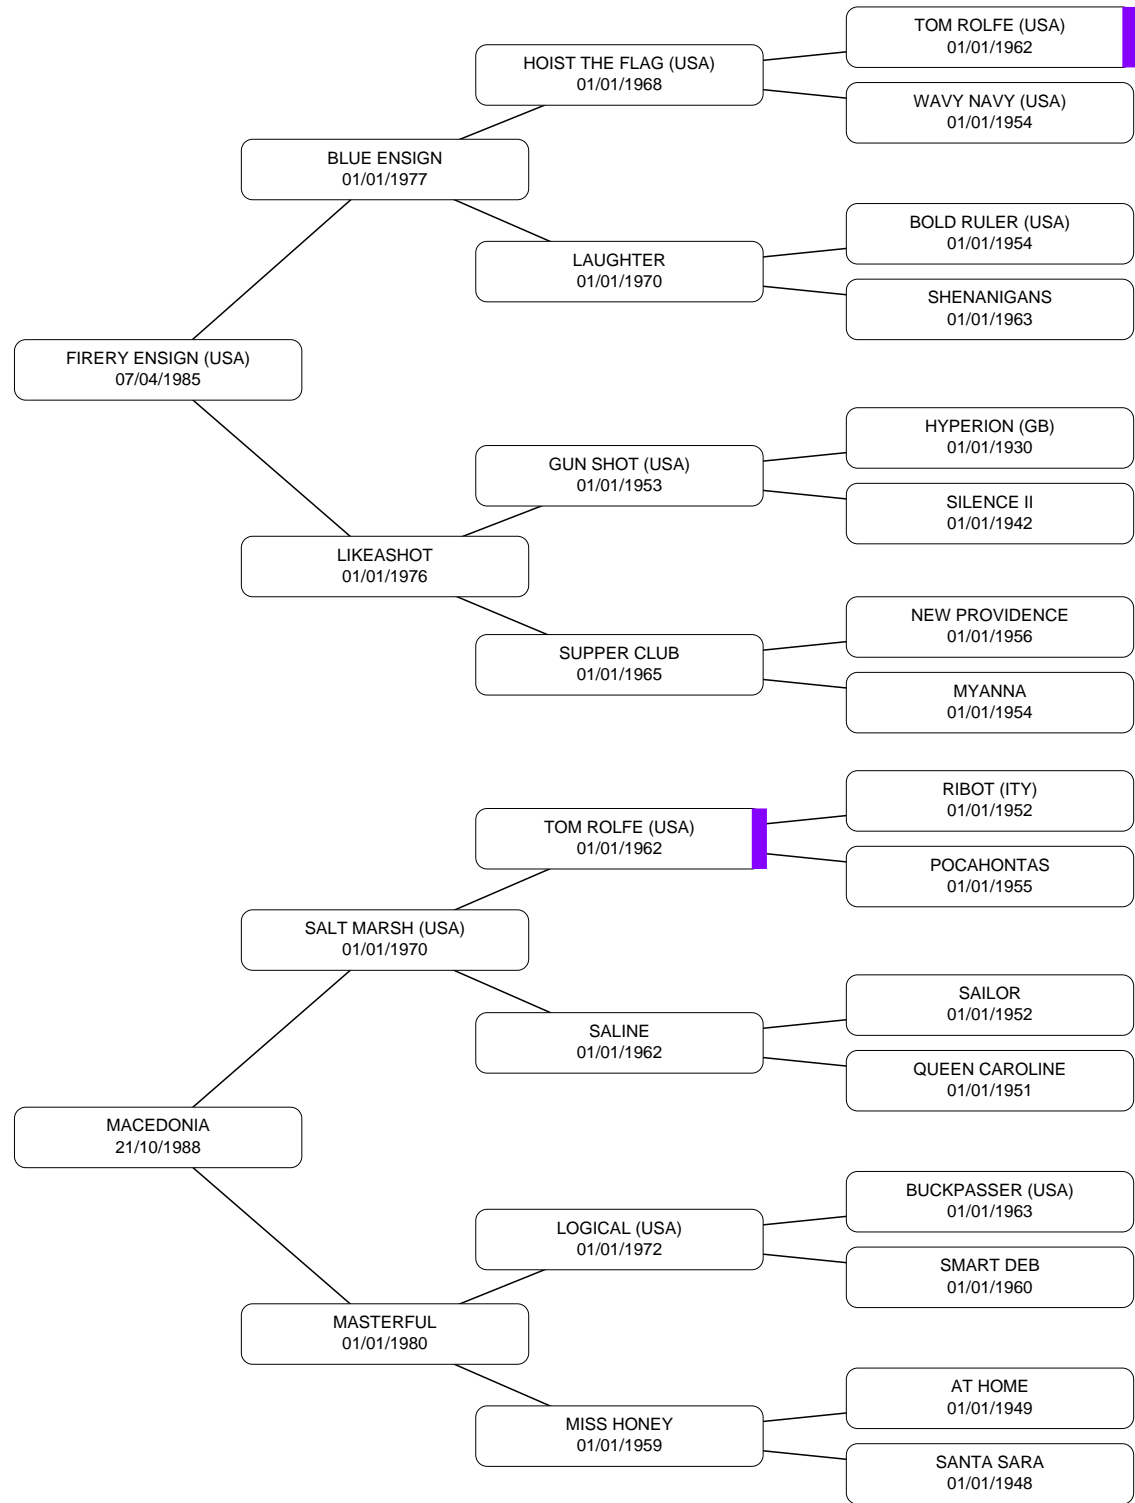 TOM ROLFE (USA)
01/01/1962
HOIST THE FLAG (USA)
01/01/1968
WAVY NAVY (USA)
01/01/1954
BLUE ENSIGN
01/01/1977
BOLD RULER (USA)
01/01/1954
LAUGHTER
01/01/1970
SHENANIGANS
01/01/1963
FIRERY ENSIGN (USA)
07/04/1985
HYPERION (GB)
01/01/1930
GUN SHOT (USA)
01/01/1953
SILENCE II
01/01/1942
LIKEASHOT
01/01/1976
NEW PROVIDENCE
01/01/1956
SUPPER CLUB
01/01/1965
MYANNA
01/01/1954
RIBOT (ITY)
01/01/1952
TOM ROLFE (USA)
01/01/1962
POCAHONTAS
01/01/1955
SALT MARSH (USA)
01/01/1970
SAILOR
01/01/1952
SALINE
01/01/1962
QUEEN CAROLINE
01/01/1951
MACEDONIA
21/10/1988
BUCKPASSER (USA)
01/01/1963
LOGICAL (USA)
01/01/1972
SMART DEB
01/01/1960
MASTERFUL
01/01/1980
AT HOME
01/01/1949
MISS HONEY
01/01/1959
SANTA SARA
01/01/1948